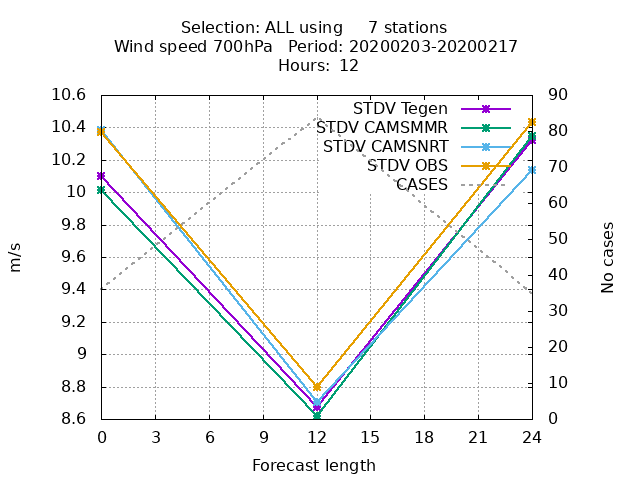 Selection: ALL using     7 stations
Wind speed 700hPa   Period: 20200203-20200217
Hours:  12
10.6
10.4
10.2
10
9.8
9.6
9.4
9.2
9
8.8
8.6
m/s
STDV Tegen
STDV CAMSMMR
STDV CAMSNRT
STDV OBS
CASES
90
80
70
60
50
40
30
20
10
0
No cases
0 3 6 9 12 15 18 21 24
Forecast length